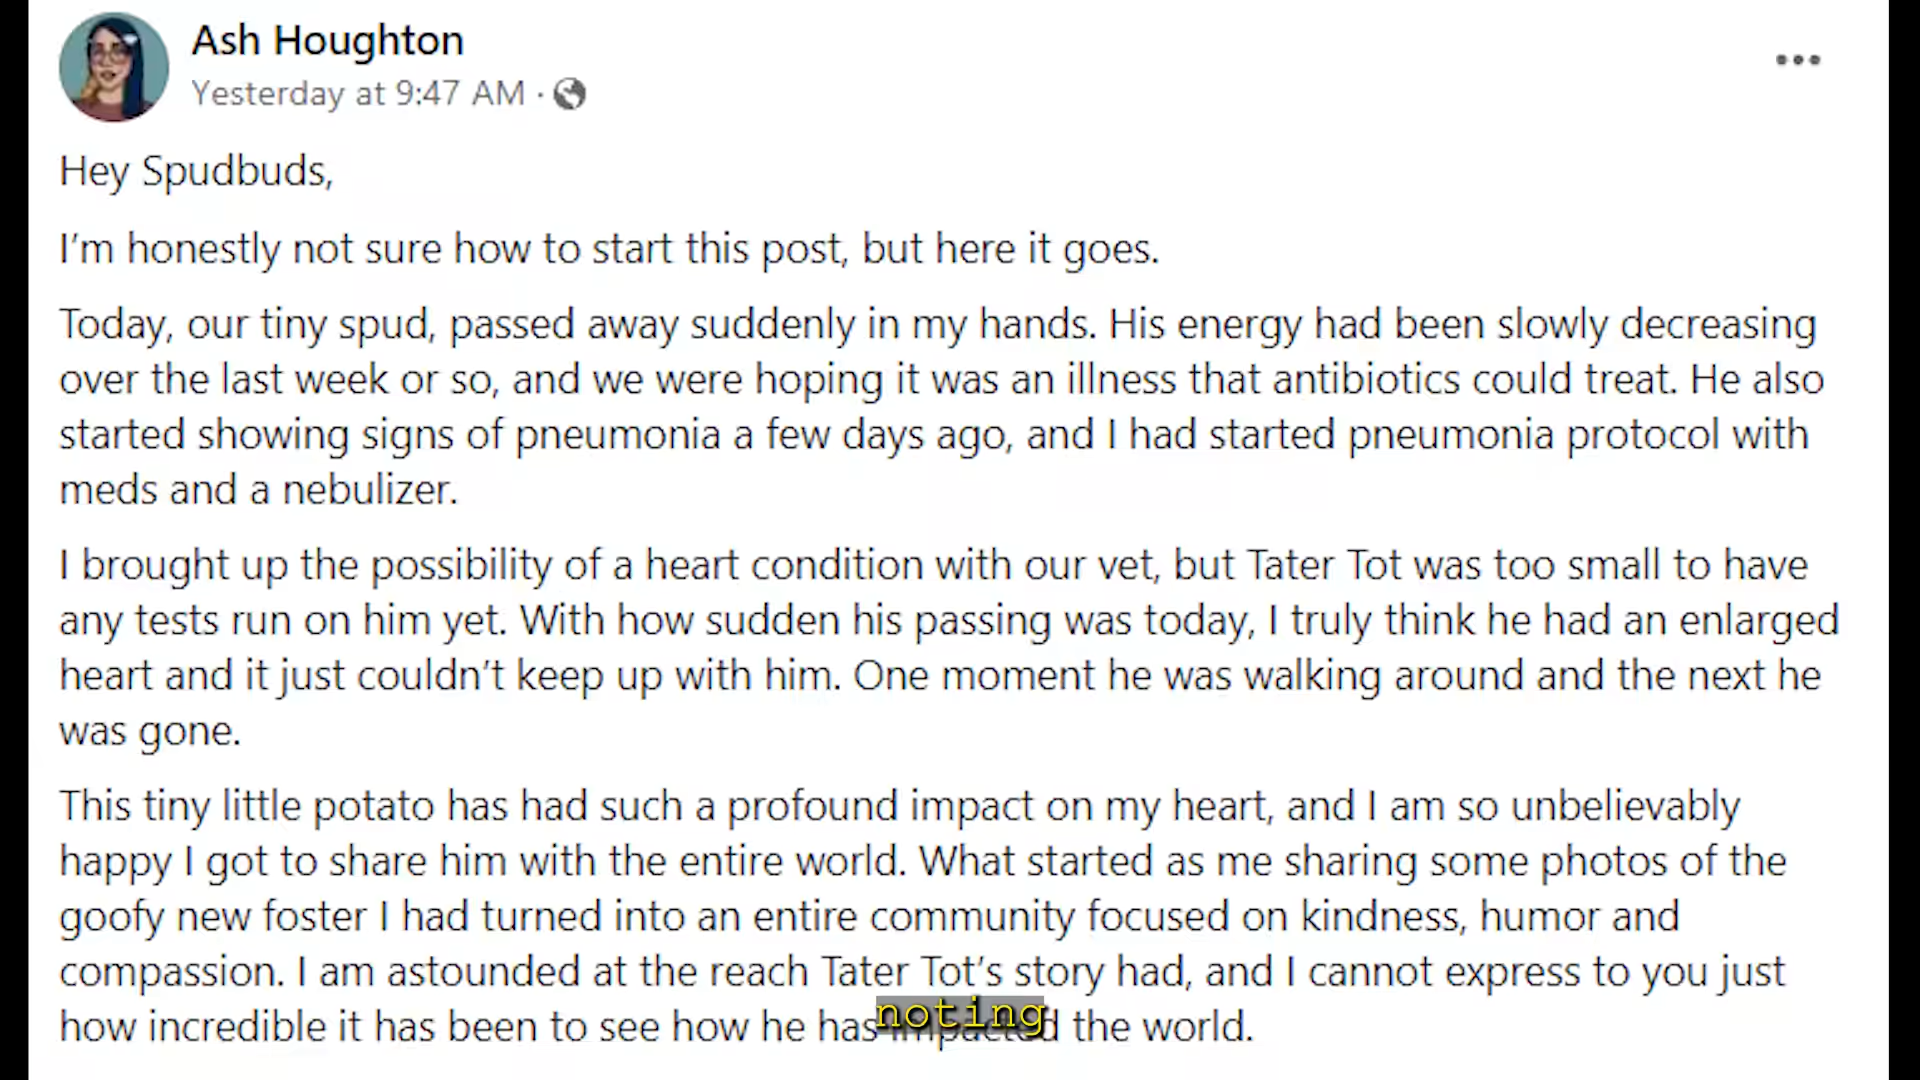 Ash Houghton
Yesterday at 9:47 AM ·
Hey Spudbuds,
I'm honestly not sure how to start this post, but here it goes.
Today, our tiny spud, passed away suddenly in my hands. His energy had been slowly decreasing
over the last week or so, and we were hoping it was an illness that antibiotics could treat. He also
started showing signs of pneumonia a few days ago, and I had started pneumonia protocol with
meds and a nebulizer.
I brought up the possibility of a heart condition with our vet, but Tater Tot was too small to have
any tests run on him yet. With how sudden his passing was today, I truly think he had an enlarged
heart and it just couldn't keep up with him. One moment he was walking around and the next he
was gone.
This tiny little potato has had such a profound impact on my heart, and I am so unbelievably
happy I got to share him with the entire world. What started as me sharing some photos of the
goofy new foster I had turned into an entire community focused on kindness, humor and
compassion. I am astounded at the reach Tater Tot's story had, and I cannot express to you just
how incredible it has been to see how he has impacted the world.
noting